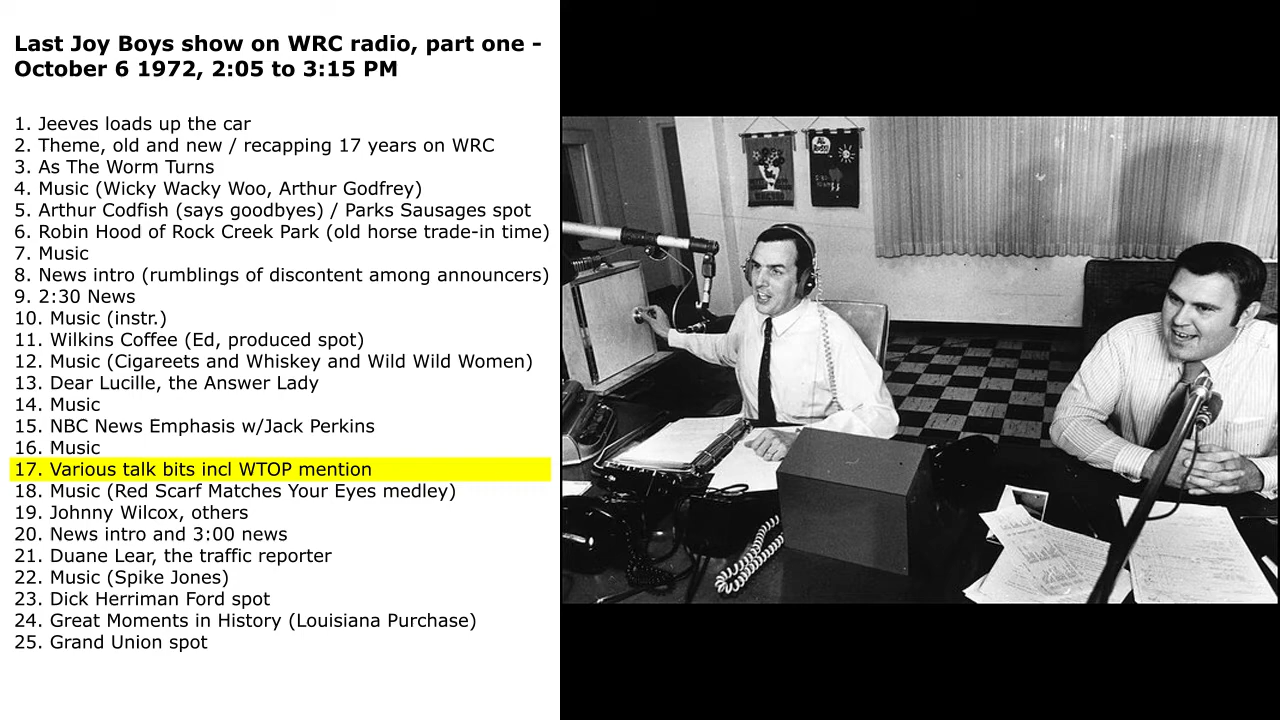 Last Joy Boys show on WRC radio, part one -
October 6 1972, 2:05 to 3:15 PM
1. Jeeves loads up the car
2. Theme, old and new / recapping 17 years on WRC
3. As The Worm Turns
4. Music (Wicky Wacky Woo, Arthur Godfrey)
5. Arthur Codfish (says goodbyes) / Parks Sausages spot
6. Robin Hood of Rock Creek Park (old horse trade-in time)
7. Music
8. News intro (rumblings of discontent among announcers)
9. 2:30 News
10. Music (instr.)
11. Wilkins Coffee (Ed, produced spot)
12. Music (Cigareets and Whiskey and Wild Wild Women)
13. Dear Lucille, the Answer Lady
14. Music
15. NBC News Emphasis w/Jack Perkins
16. Music
17. Various talk bits incl WTOP mention
18. Music (Red Scarf Matches Your Eyes medley)
19. Johnny Wilcox, others
20. News intro and 3:00 news
21. Duane Lear, the traffic reporter
22. Music (Spike Jones)
23. Dick Herriman Ford spot
24. Great Moments in History (Louisiana Purchase)
25. Grand Union spot